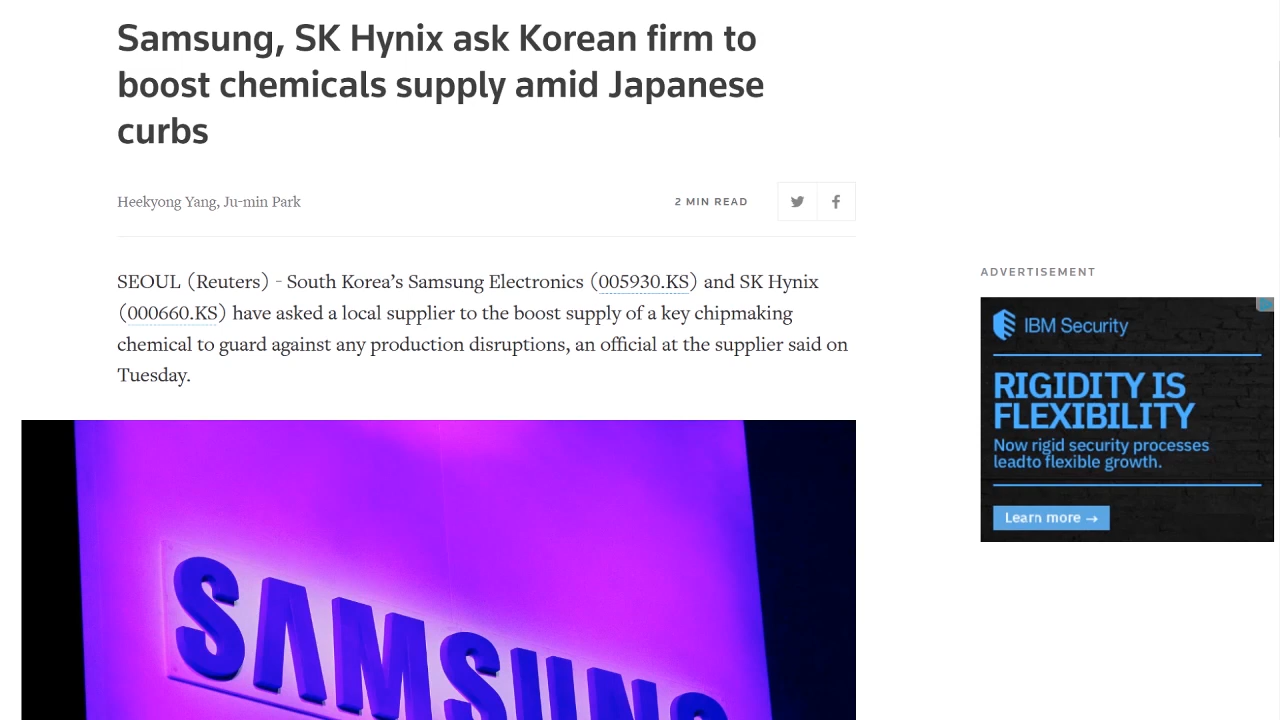 Samsung, SK Hynix ask Korean firm to
boost chemicals supply amid Japanese
curbs
Heekyong Yang, Ju-min Park
2 MIN READ
SEOUL (Reuters) - South Korea’s Samsung Electronics (005930.KS) and SK Hynix
(000660.KS) have asked a local supplier to the boost supply of a key chipmaking
chemical to guard against any production disruptions, an official at the supplier said on
Tuesday.
SAMSUNG
ADVERTISEMENT
IBM Security
RIGIDITY IS
FLEXIBILITY
Now rigid security processes
leadto flexible growth.
Learn more →